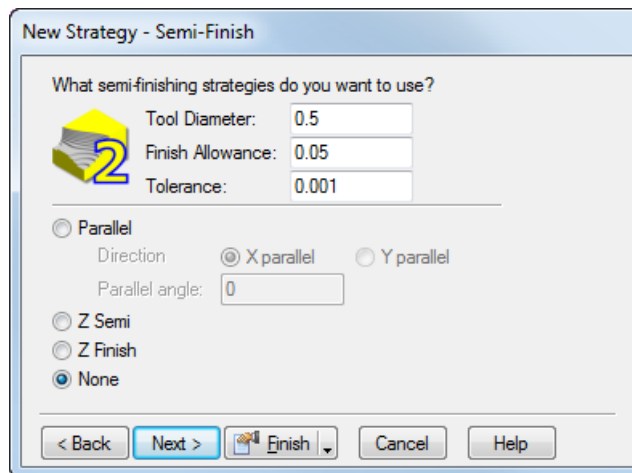 New Strategy - Semi-Finish
What semi-finishing strategies do you want to use?
2
Tool Diameter: 0.5
Finish Allowance: 0.05
Tolerance: 0.001
Parallel
Direction X parallel Y parallel
Parallel angle: 0
Z Semi
Z Finish
None
< Back Next > Finish Cancel Help